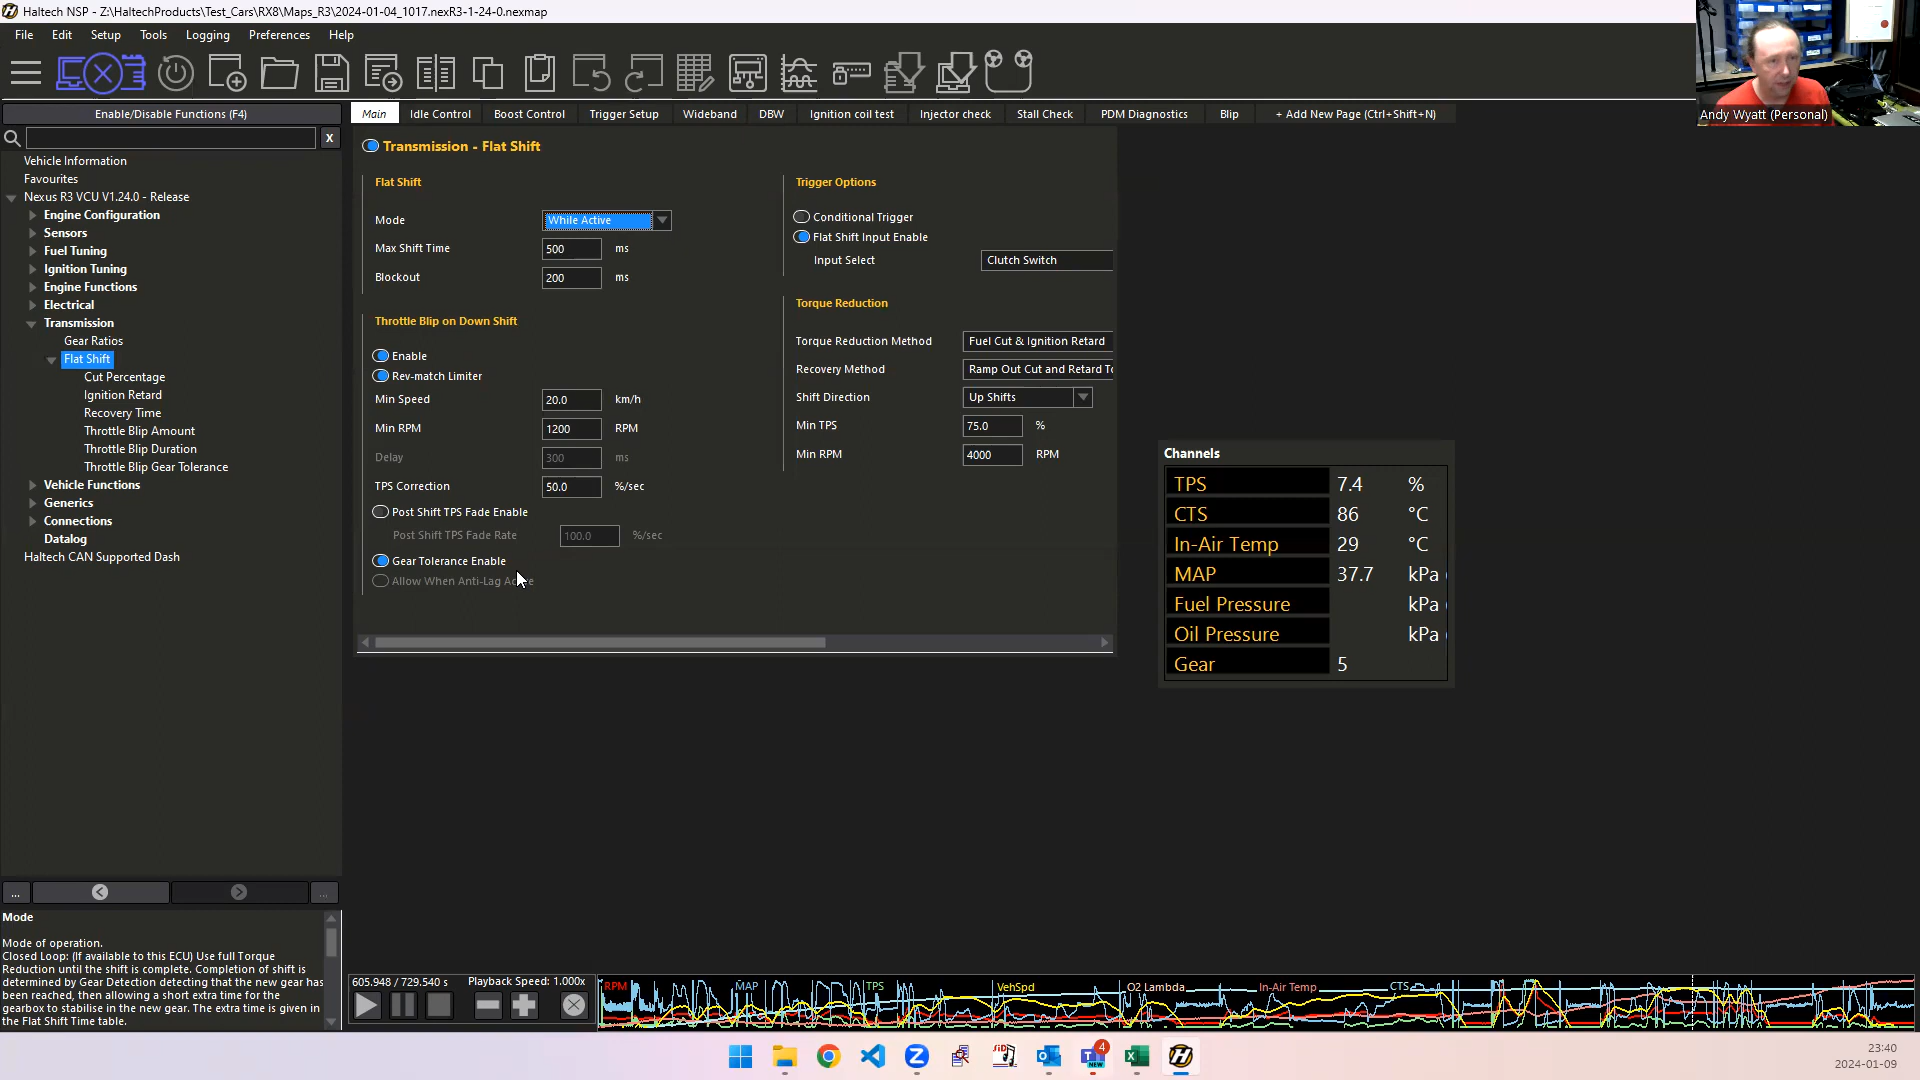 Haltech NSP - Z:\HaltechProducts\Test_Cars\RX8\Maps_R3\2024-01-04_1017.nexR3-1-24-0.nexmap
File Edit Setup Tools Logging Preferences Help
Andy Wyatt (Personal)
Enable/Disable Functions (F4)
X
Vehicle Information
Favourites
Nexus R3 VCU V1.24.0 - Release
Engine Configuration
Sensors
Fuel Tuning
Ignition Tuning
Engine Functions
Electrical
Transmission
Gear Ratios
Flat Shift
Cut Percentage
Ignition Retard
Recovery Time
Throttle Blip Amount
Throttle Blip Duration
Throttle Blip Gear Tolerance
Vehicle Functions
Generics
Connections
Datalog
Haltech CAN Supported Dash
... ...
Mode
Mode of operation.
Closed Loop: (If available to this ECU) Use full Torque
Reduction until the shift is complete. Completion of shift is
determined by Gear Detection detecting that the new gear has
been reached, then allowing a short extra time for the
gearbox to stabilise in the new gear. The extra time is given in
the Flat Shift Time table.
Main Idle Control Boost Control Trigger Setup Wideband DBW Ignition coil test Injector check Stall Check PDM Diagnostics Blip + Add New Page (Ctrl+Shift+N)
Transmission - Flat Shift
Flat Shift
Mode While Active
Max Shift Time 500 ms
Blockout 200 ms
Throttle Blip on Down Shift
Enable
Rev-match Limiter
Min Speed 20.0 km/h
Min RPM 1200 RPM
Delay 300 ms
TPS Correction 50.0 %/sec
Post Shift TPS Fade Enable
Post Shift TPS Fade Rate 100.0 %/sec
Gear Tolerance Enable
Allow When Anti-Lag
Trigger Options
Conditional Trigger
Flat Shift Input Enable
Input Select Clutch Switch
Torque Reduction
Torque Reduction Method Fuel Cut & Ignition Retard
Recovery Method Ramp Out Cut and Retard To
Shift Direction Up Shifts
Min TPS 75.0 %
Min RPM 4000 RPM
Channels
TPS 7.4 %
CTS 86 °C
In-Air Temp 29 °C
MAP 37.7 kPa (
Fuel Pressure kPa (
Oil Pressure kPa (
Gear 5
605.948 / 729.540 s Playback Speed: 1.000x
RPM MAP TPS VehSpd O2 Lambda In-Air Temp CTS
4
NEW
23:40
2024-01-09